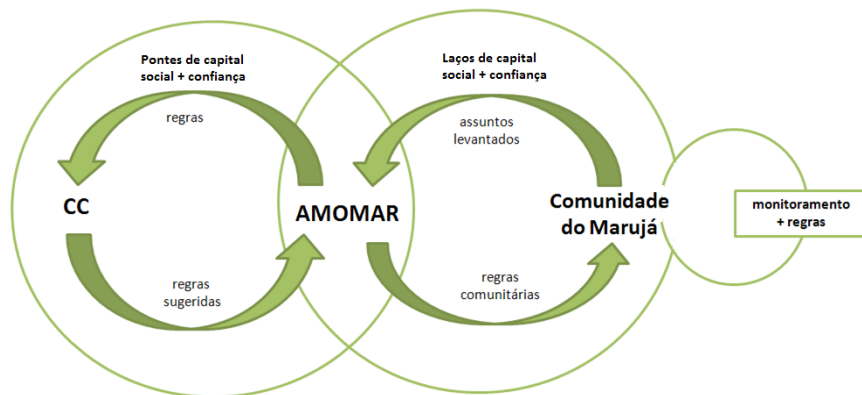 Pontes de capital
social + confiança
regras
CC
regras
sugeridas
AMOMAR
Laços de capital
social + confiança
assuntos
levantados
regras
comunitárias
Comunidade
do Marujá
monitoramento
+ regras